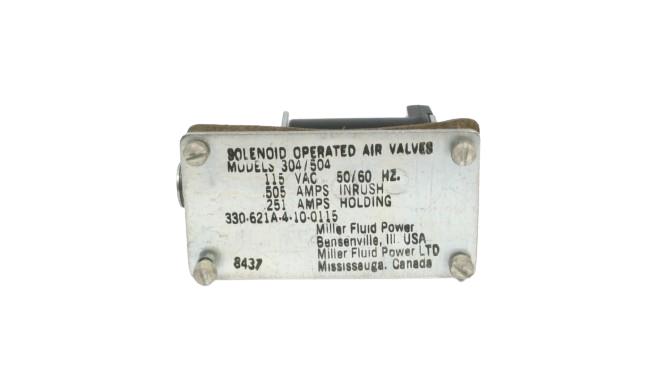 SOLENOID OPERATED AIR VALVES
MODELS 304/504
115 VAC 50/60 HZ.
.505 AMPS INRUSH
.251 AMPS HOLDING
330-621A-4-10-0115
Miller Fluid Power
Bensenville, Ill. USA
Miller Fluid Power LTD
Mississauga, Canada
8437